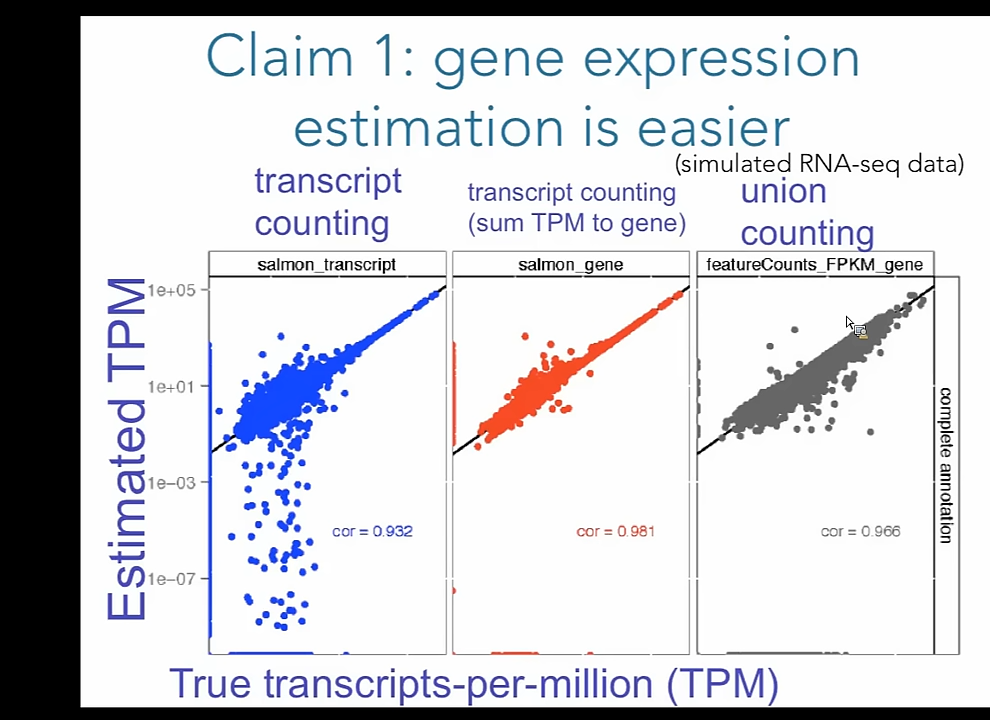 Claim 1: gene expression
estimation is easier
(simulated RNA-seq data)
transcript
counting
transcript counting
(sum TPM to gene)
union
counting
salmon_transcript
salmon_gene
featureCounts_FPKM_gene
Estimated TPM
1e+05
1e+01
1e−03
1e−07
cor = 0.932
cor = 0.981
cor = 0.966
complete annotation
True transcripts-per-million (TPM)